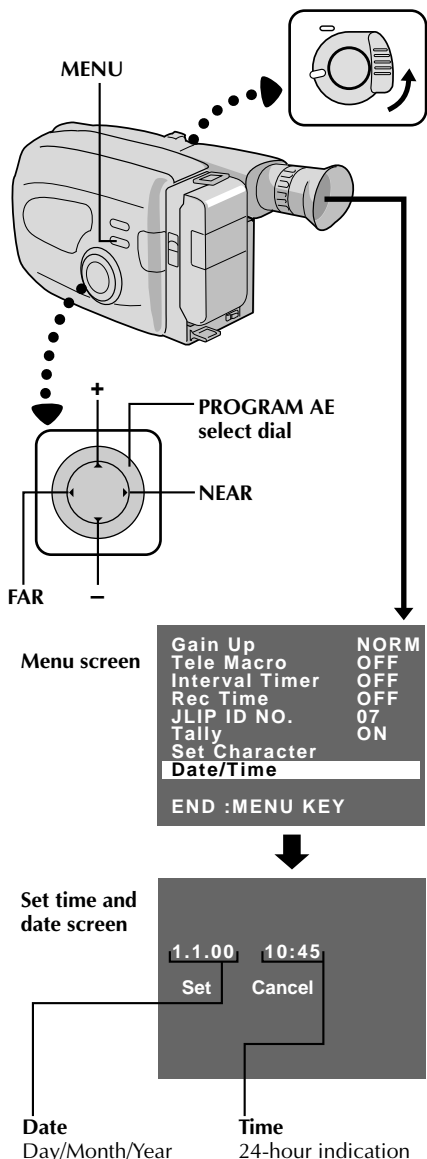 MENU
+
PROGRAM AE
select dial
NEAR
FAR
–
Menu screen
Gain Up NORM
Tele Macro OFF
Interval Timer OFF
Rec Time OFF
JLIP ID NO. 07
Tally ON
Set Character
Date/Time
END :MENU KEY
Set time and
date screen
1.1.00 10:45
Set Cancel
Date
Day/Month/Year
Time
24-hour indication